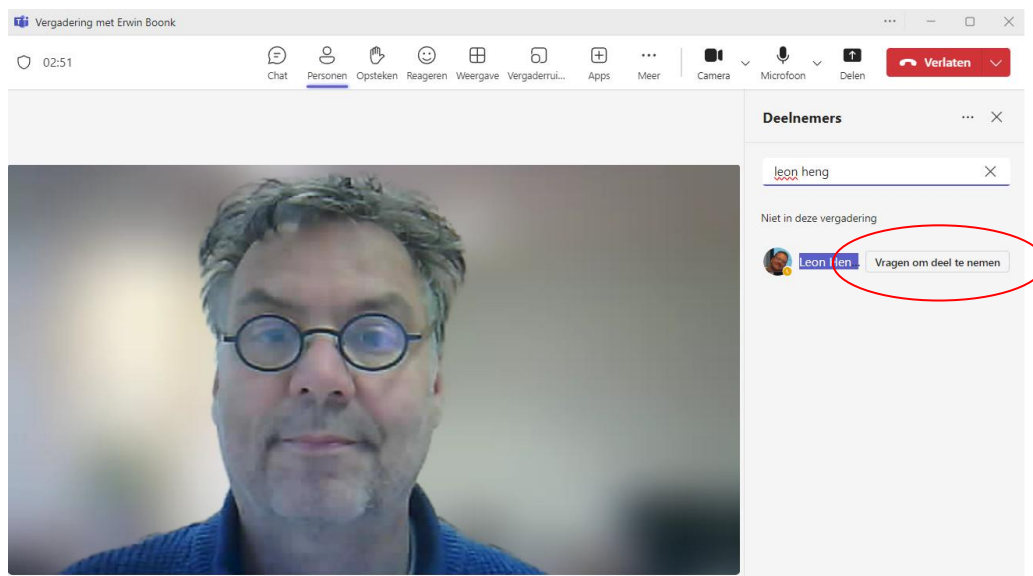 Vergadering met Erwin Boonk
02:51
Chat Personen Opsteken Reageren Weergave Vergaderrui... Apps Meer Camera Microfoon Delen Verlaten
Deelnemers
leon heng
Niet in deze vergadering
Leon Hen... Vragen om deel te nemen